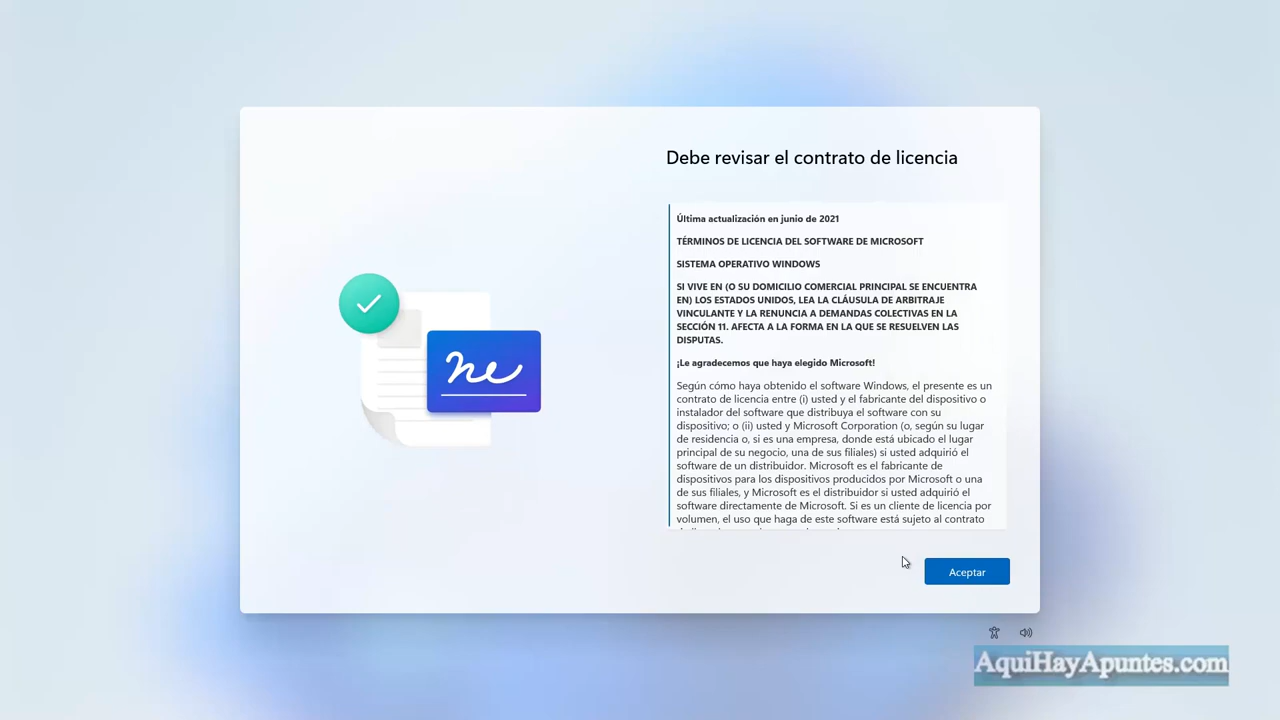 Debe revisar el contrato de licencia
Última actualización en junio de 2021
TÉRMINOS DE LICENCIA DEL SOFTWARE DE MICROSOFT
SISTEMA OPERATIVO WINDOWS
SI VIVE EN (O SU DOMICILIO COMERCIAL PRINCIPAL SE ENCUENTRA
EN) LOS ESTADOS UNIDOS, LEA LA CLÁUSULA DE ARBITRAJE
VINCULANTE Y LA RENUNCIA A DEMANDAS COLECTIVAS EN LA
SECCIÓN 11. AFECTA A LA FORMA EN LA QUE SE RESUELVEN LAS
DISPUTAS.
¡Le agradecemos que haya elegido Microsoft!
Según cómo haya obtenido el software Windows, el presente es un
contrato de licencia entre (i) usted y el fabricante del dispositivo o
instalador del software que distribuya el software con su
dispositivo; o (ii) usted y Microsoft Corporation (o, según su lugar
de residencia o, si es una empresa, donde está ubicado el lugar
principal de su negocio, una de sus filiales) si usted adquirió el
software de un distribuidor. Microsoft es el fabricante de
dispositivos para los dispositivos producidos por Microsoft o una
de sus filiales, y Microsoft es el distribuidor si usted adquirió el
software directamente de Microsoft. Si es un cliente de licencia por
volumen, el uso que haga de este software está sujeto al contrato
Aceptar
AquiHayApuntes.com